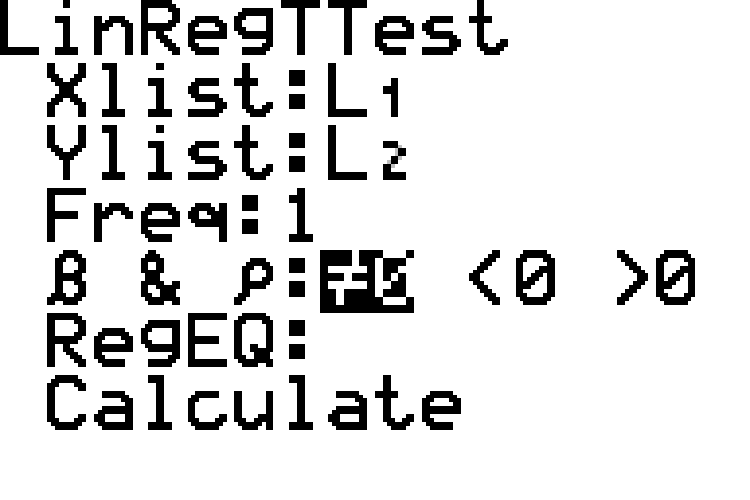 LinRegTTest
Xlist:L₁
Ylist:L₂
Freq:1
β & ρ:≠0 <0 >0
RegEQ:
Calculate